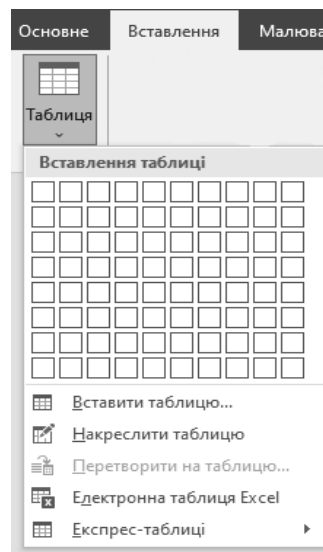 Основне Вставлення Малюва
Таблиця
Вставлення таблиці
Вставити таблицю...
Накреслити таблицю
Перетворити на таблицю...
Електронна таблиця Excel
Експрес-таблиці